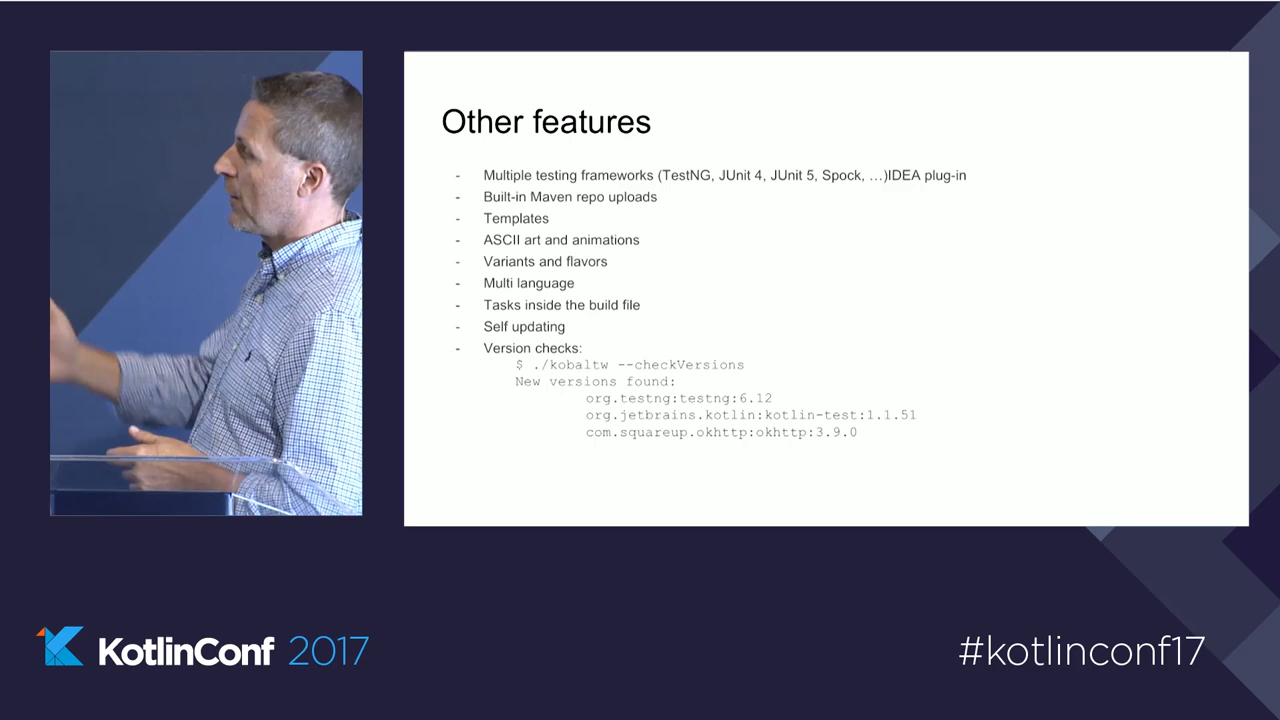 Other features
- Multiple testing frameworks (TestNG, JUnit 4, JUnit 5, Spock, …)IDEA plug-in
- Built-in Maven repo uploads
- Templates
- ASCII art and animations
- Variants and flavors
- Multi language
- Tasks inside the build file
- Self updating
- Version checks:
$ ./kobaltw --checkVersions
New versions found:
org.testng:testng:6.12
org.jetbrains.kotlin:kotlin-test:1.1.51
com.squareup.okhttp:okhttp:3.9.0
KotlinConf 2017
#kotlinconf17